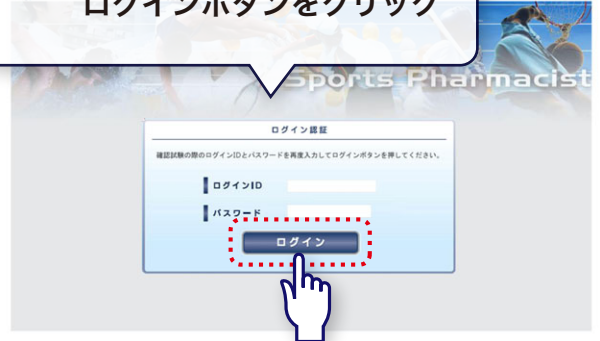 ログインボタンをクリック
Sports Pharmacist
ログイン認証
確認試験の際のログインIDとパスワードを再度入力してログインボタンを押してください。
ログインID
パスワード
ログイン